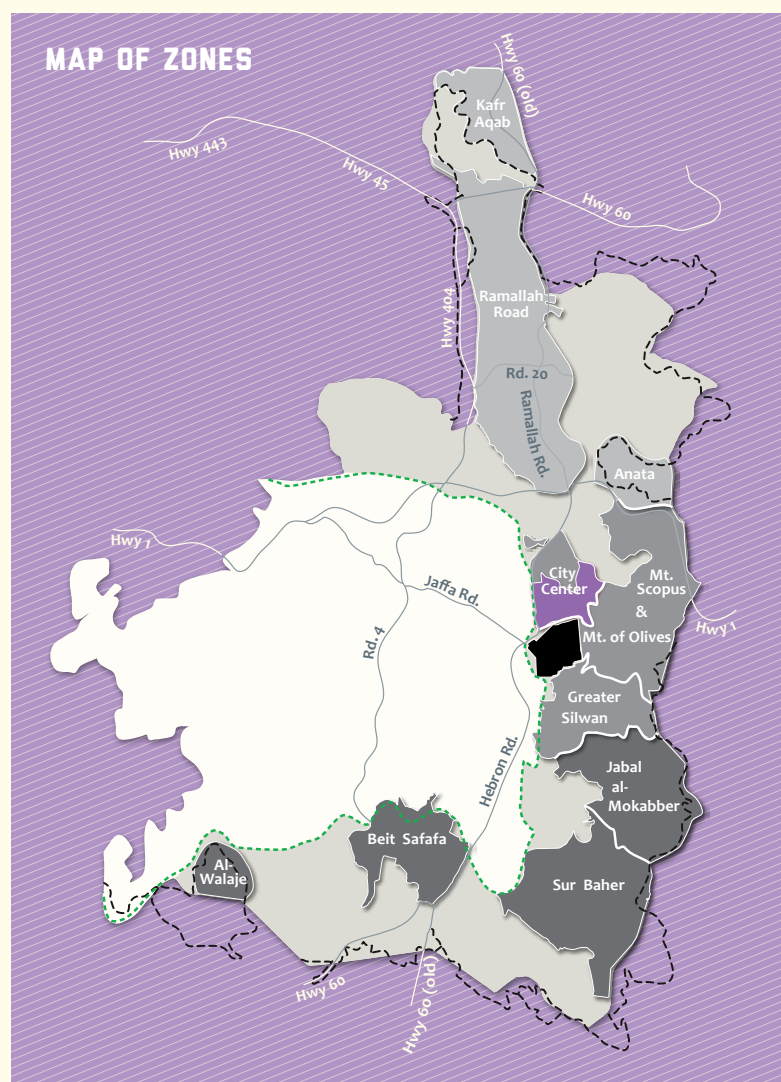 MAP OF ZONES
Hwy 60 (old)
Kafr
Aqab
Hwy 443
Hwy 45
Hwy 60
Hwy 404
Ramallah
Road
Rd. 20
Ramallah Rd.
Anata
Hwy 1
City
Center
Mt.
Scopus
&
Mt. of Olives
Jaffa Rd.
Hwy 1
Rd. 4
Greater
Silwan
Hebron Rd.
Jabal
al-
Mokabber
Beit Safafa
Al-
Walaje
Sur Baher
Hwy 60
Hwy 60 (old)